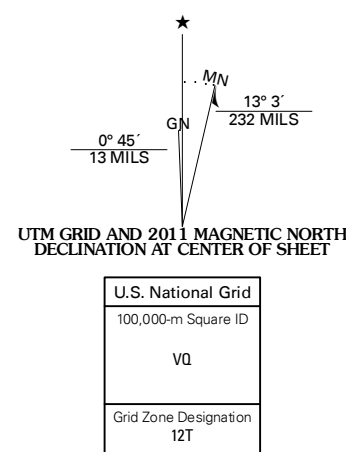 ★
MN
13° 3´
232 MILS
GN
0° 45´
13 MILS
UTM GRID AND 2011 MAGNETIC NORTH
DECLINATION AT CENTER OF SHEET
U.S. National Grid
100,000-m Square ID
VQ
Grid Zone Designation
12T